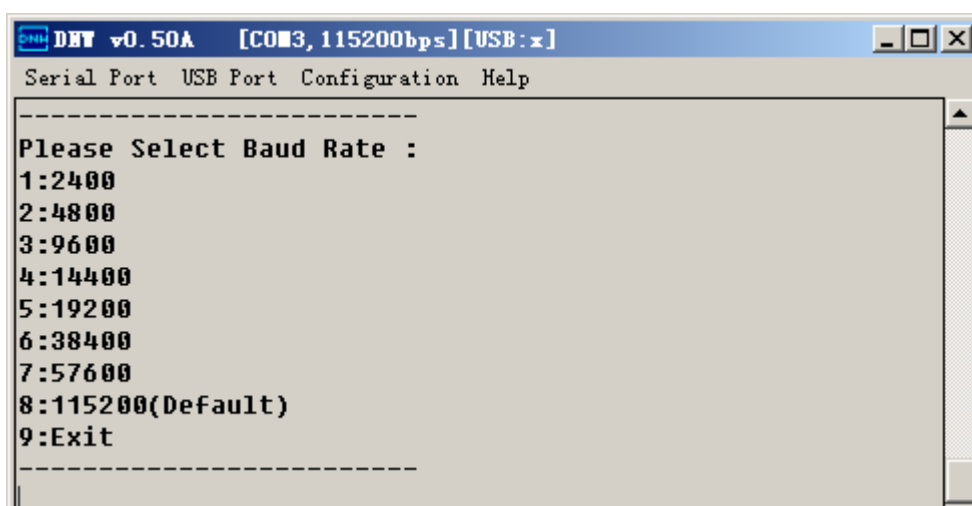 DNW DNW v0.50A [COM3,115200bps][USB:x]
Serial Port USB Port Configuration Help
-------------------------
Please Select Baud Rate :
1:2400
2:4800
3:9600
4:14400
5:19200
6:38400
7:57600
8:115200(Default)
9:Exit
-------------------------